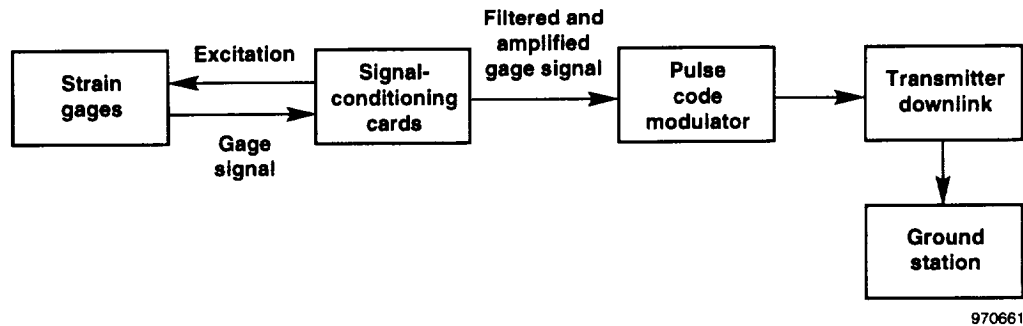 Strain
gages
Excitation
Gage
signal
Signal-
conditioning
cards
Filtered and
amplified
gage signal
Pulse
code
modulator
Transmitter
downlink
Ground
station
970661